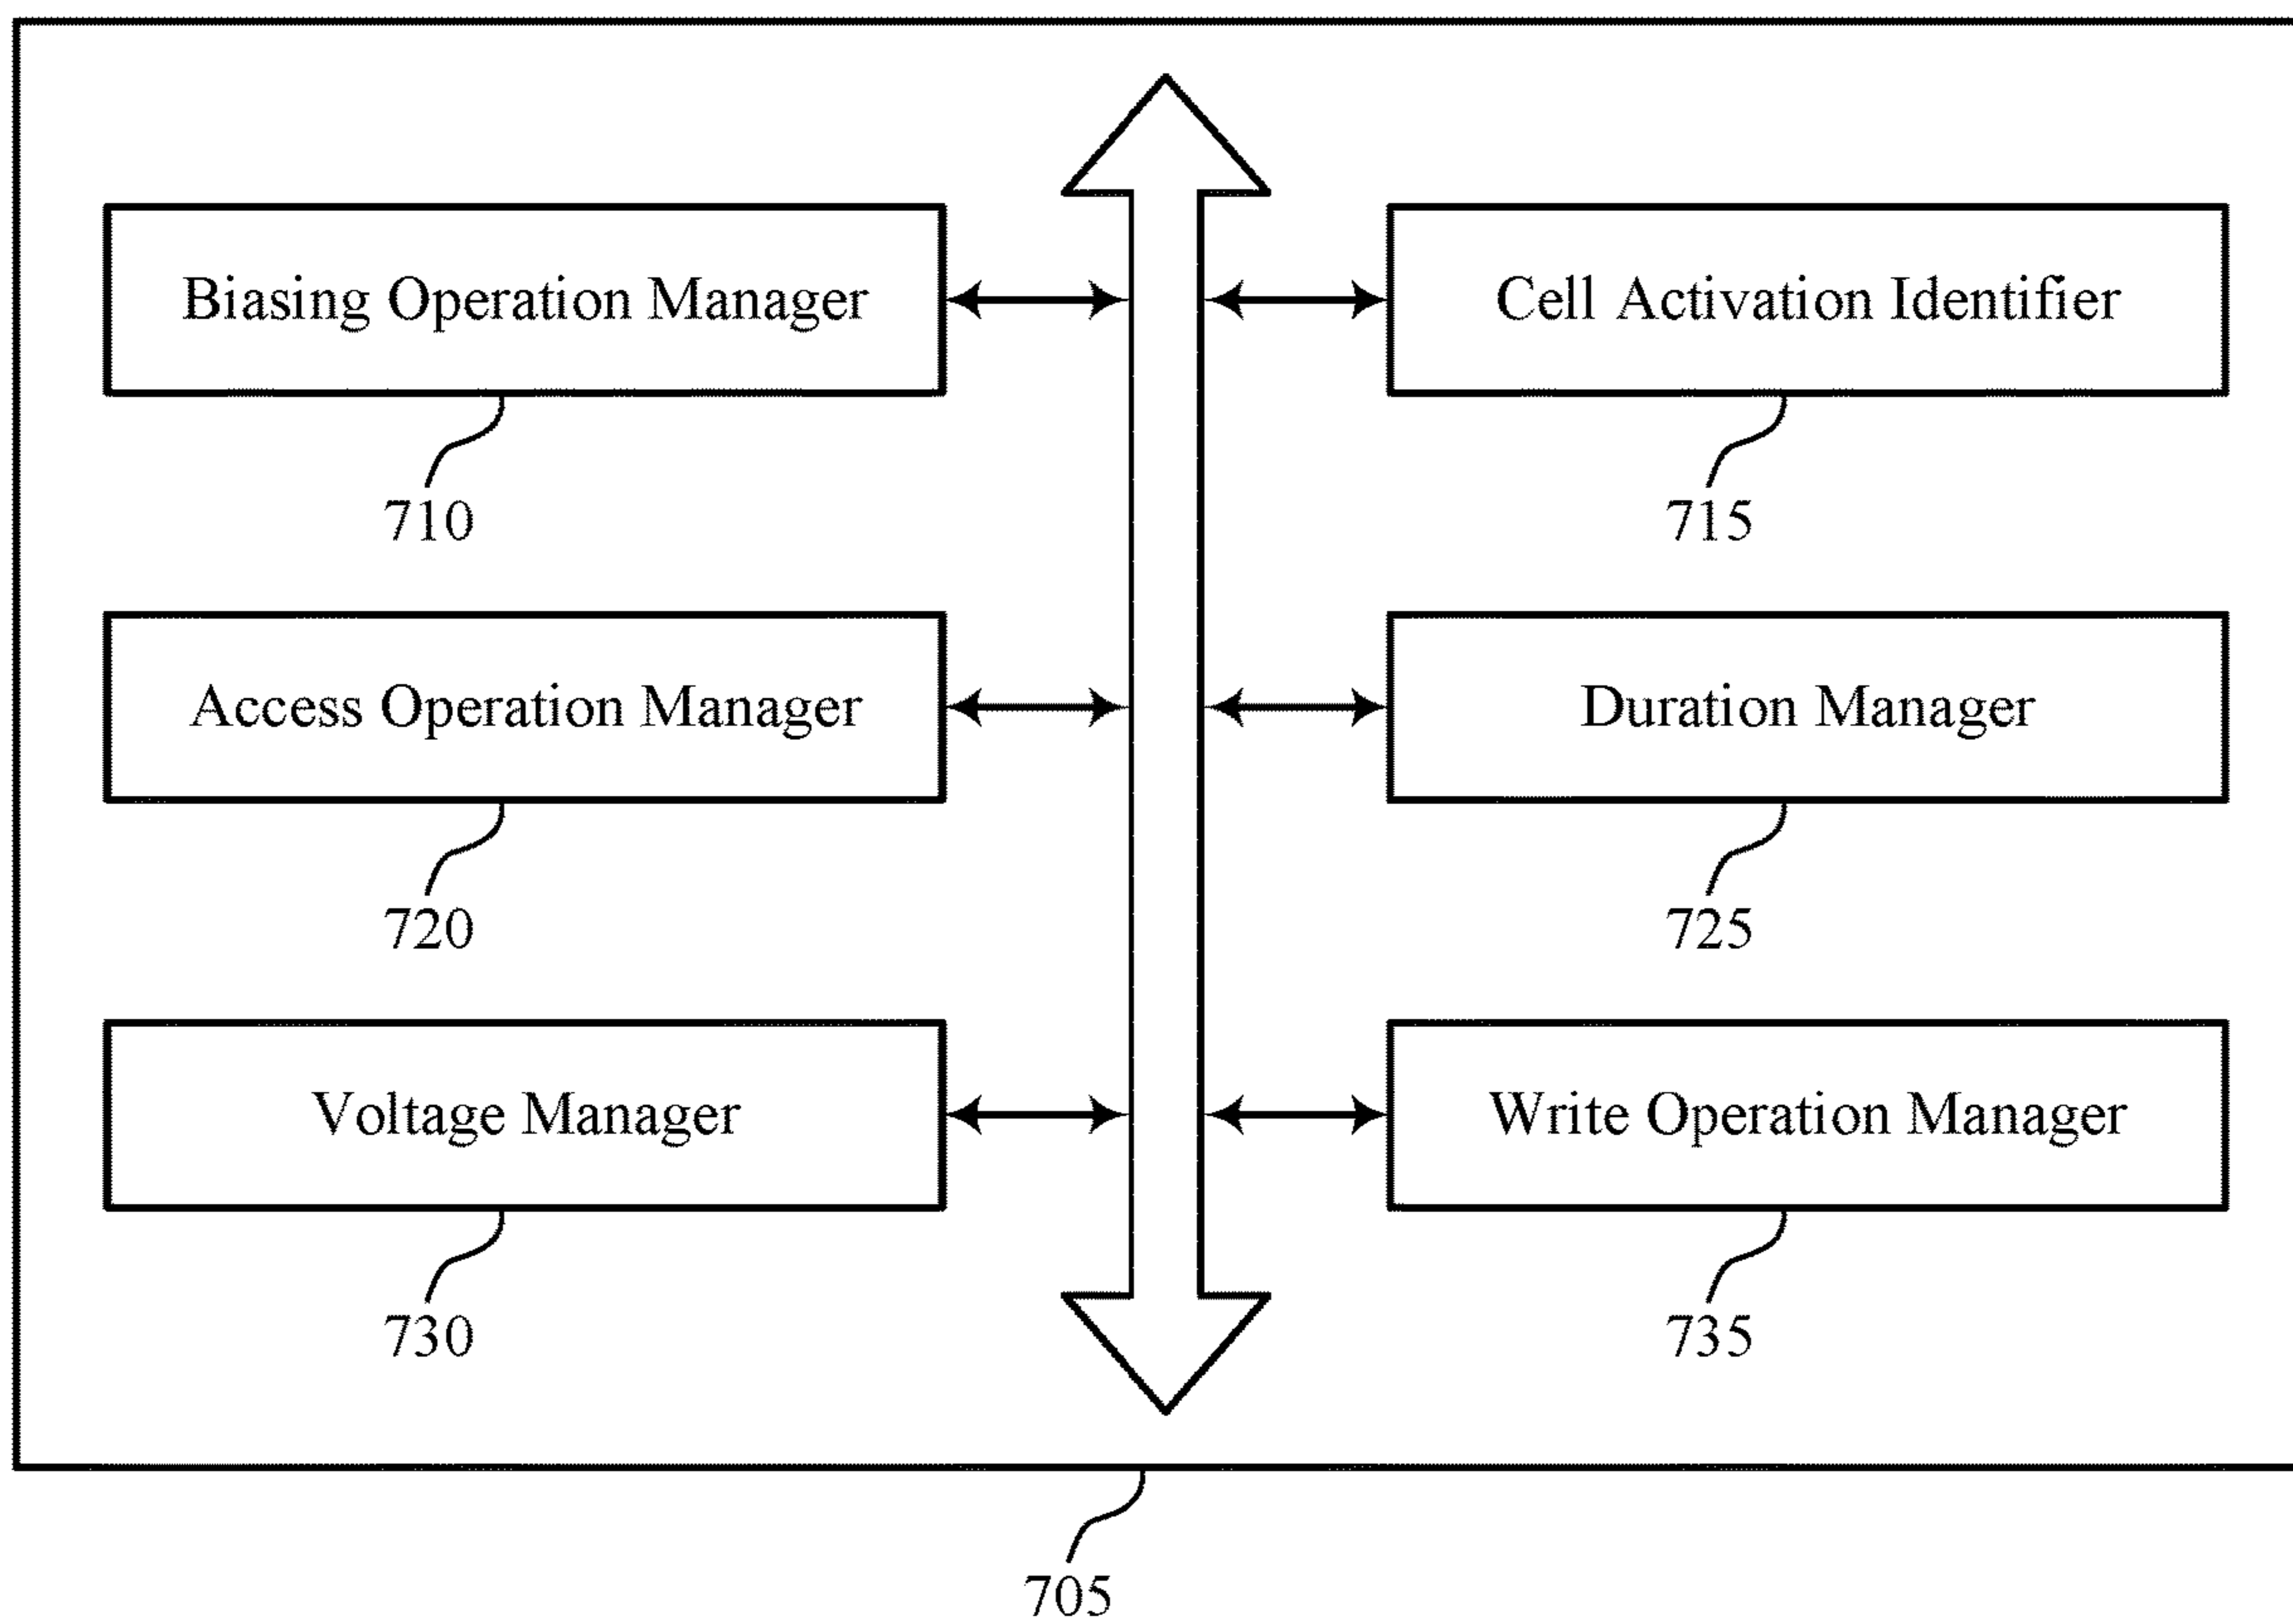 Biasing Operation Manager
Cell Activation Identifier
710
715
Access Operation Manager
Duration Manager
720
725
Voltage Manager
Write Operation Manager
730
735
705